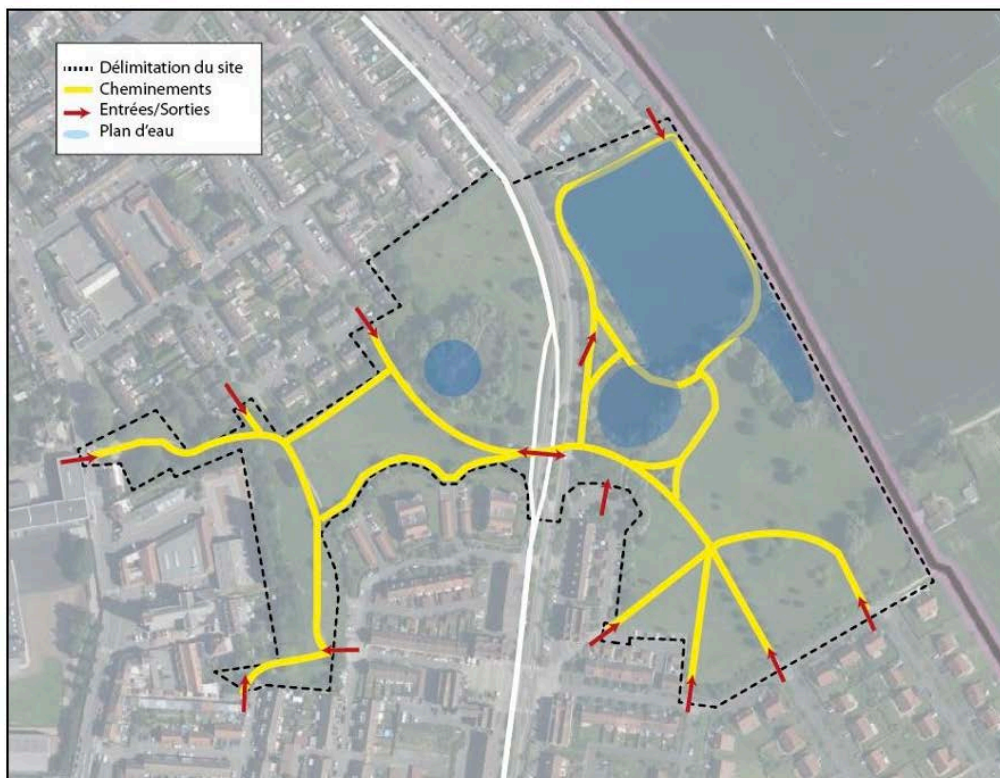 Délimitation du site
Cheminements
Entrées/Sorties
Plan d'eau